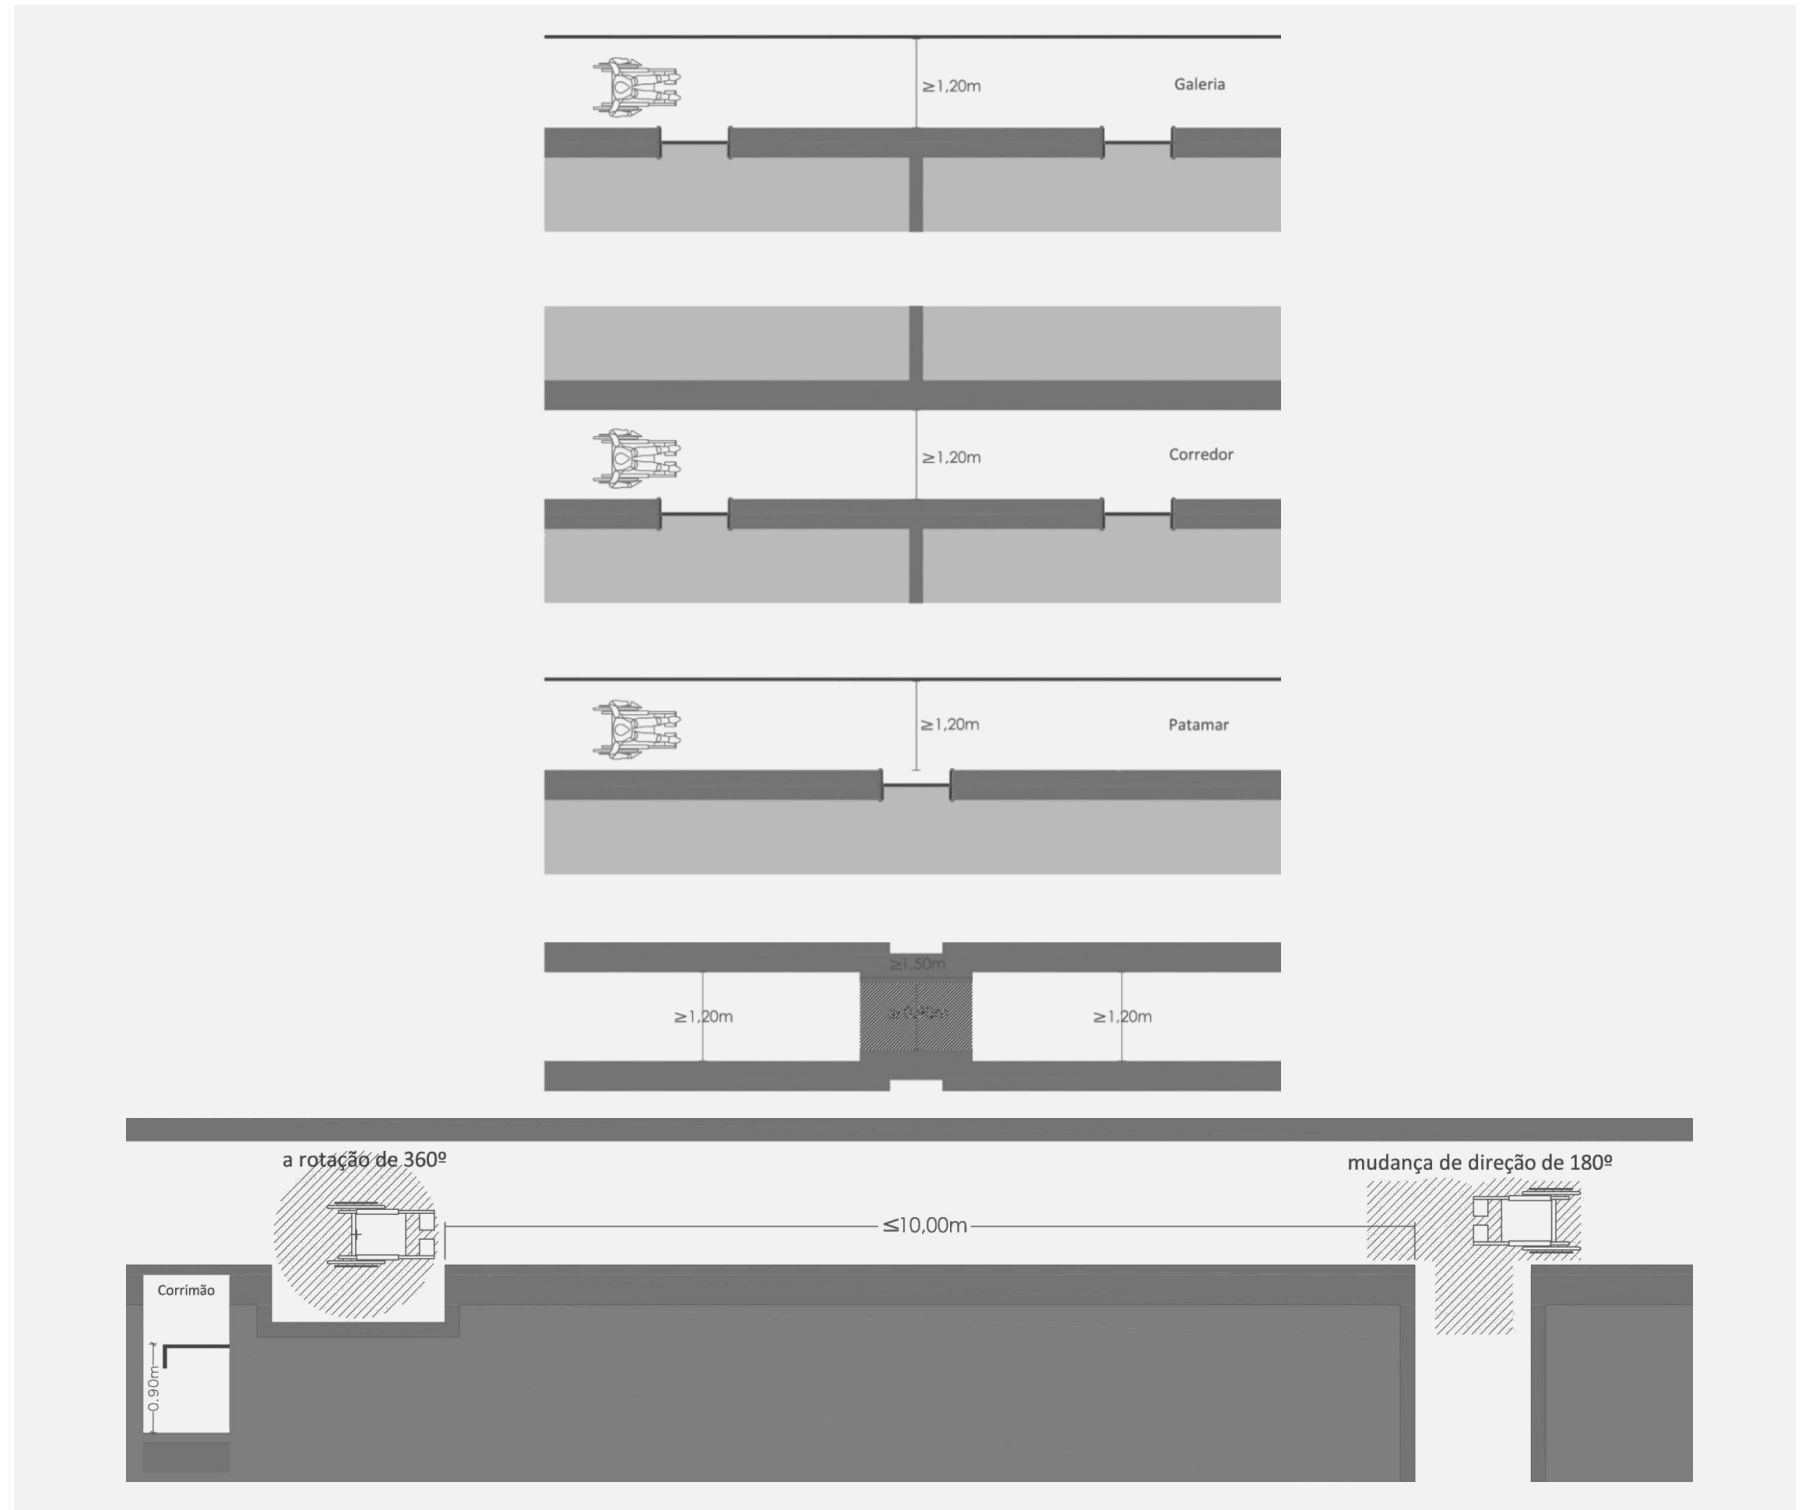 ≥1,20m
Galeria
≥1,20m
Corredor
≥1,20m
Patamar
≥1,50m
≥1,20m
≥1,20m
a rotação de 360º
mudança de direção de 180º
≤10,00m
Corrimão
0.90m